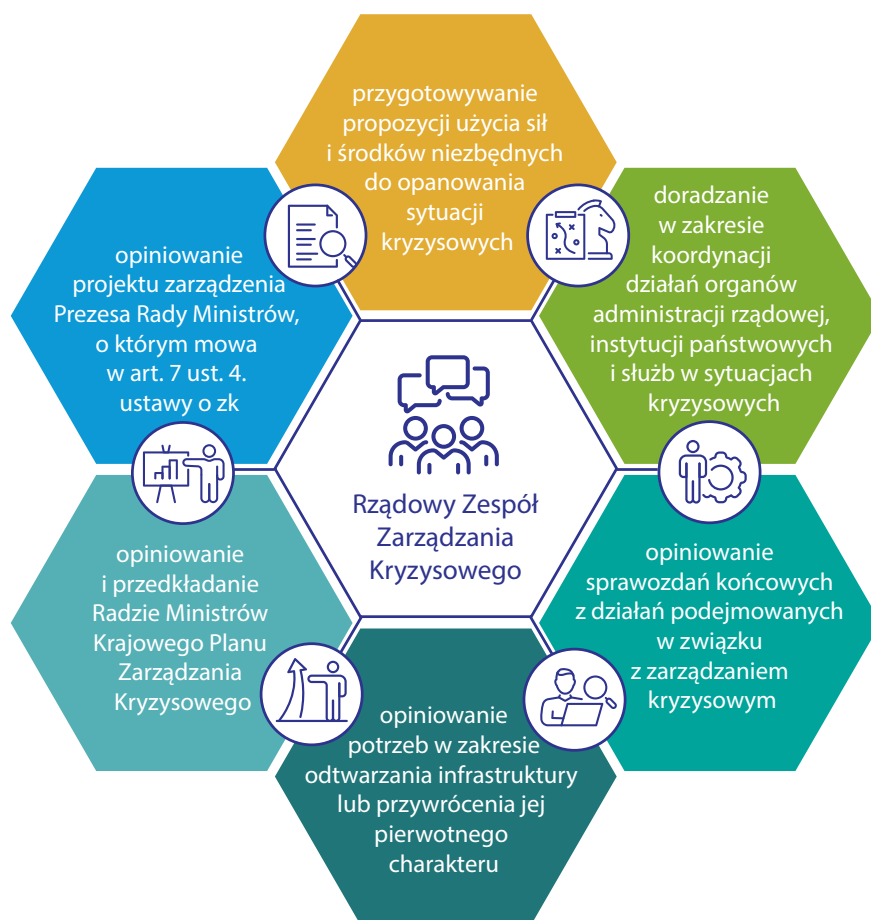 przygotowywanie
propozycji użycia sił
i środków niezbędnych
do opanowania
sytuacji
kryzysowych
doradzanie
w zakresie
koordynacji
działań organów
administracji rządowej,
instytucji państwowych
i służb w sytuacjach
kryzysowych
opiniowanie
projektu zarządzenia
Prezesa Rady Ministrów,
o którym mowa
w art. 7 ust. 4.
ustawy o zk
Rządowy Zespół
Zarządzania
Kryzysowego
opiniowanie
i przedkładanie
Radzie Ministrów
Krajowego Planu
Zarządzania
Kryzysowego
opiniowanie
sprawozdań końcowych
z działań podejmowanych
w związku
z zarządzaniem
kryzysowym
opiniowanie
potrzeb w zakresie
odtwarzania infrastruktury
lub przywrócenia jej
pierwotnego
charakteru